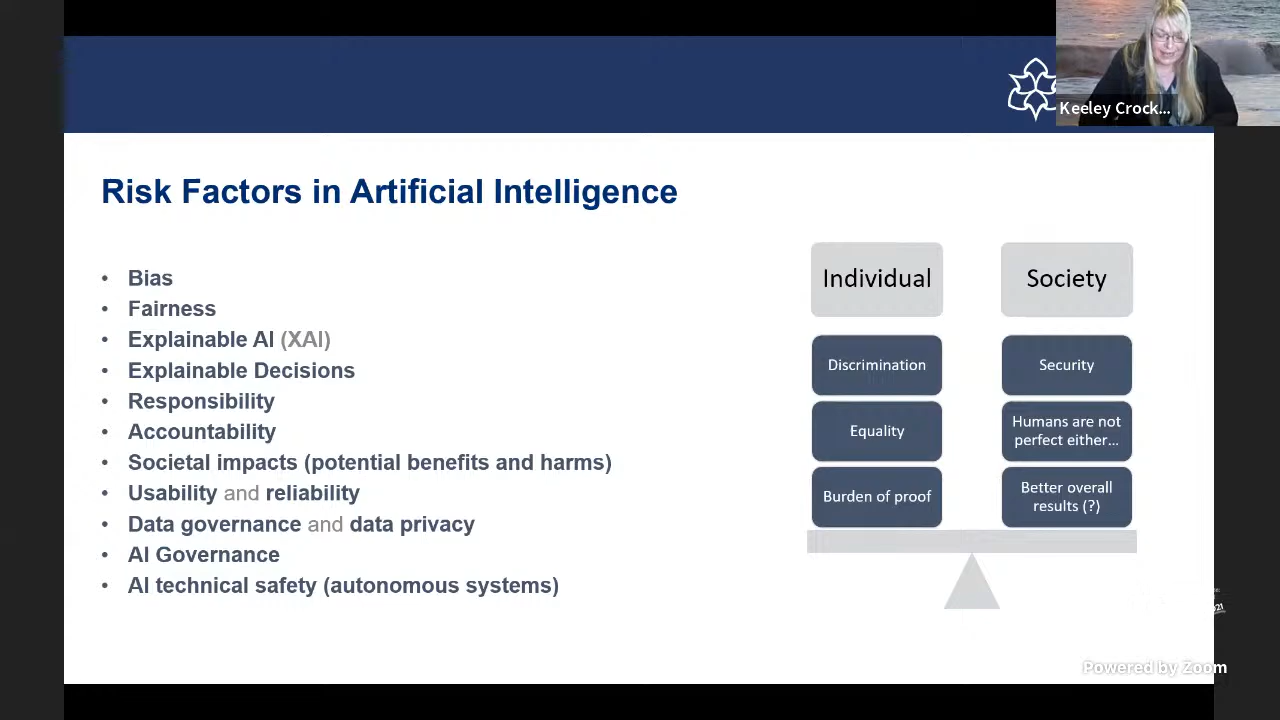 Keeley Crock...
Risk Factors in Artificial Intelligence
• Bias
• Fairness
• Explainable AI (XAI)
• Explainable Decisions
• Responsibility
• Accountability
• Societal impacts (potential benefits and harms)
• Usability and reliability
• Data governance and data privacy
• AI Governance
• AI technical safety (autonomous systems)
Individual
Discrimination
Equality
Burden of proof
Society
Security
Humans are not
perfect either...
Better overall
results (?)
Powered by Zoom